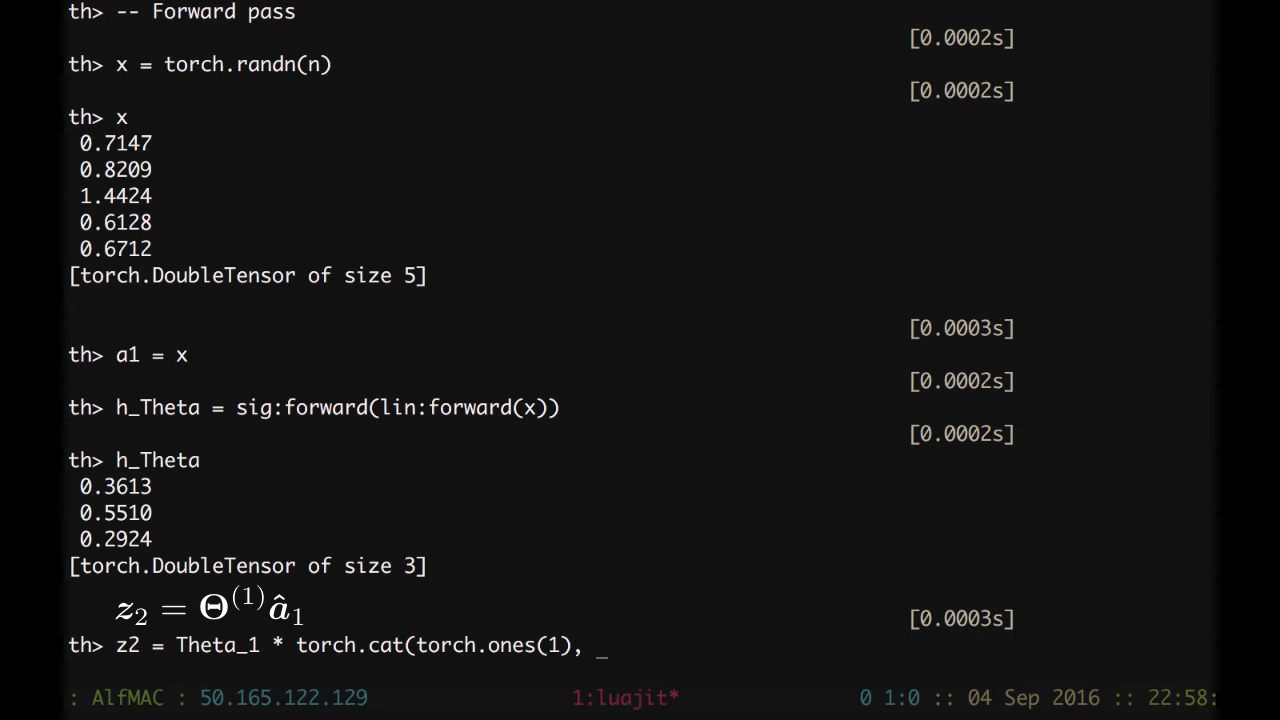 th> -- Forward pass
[0.0002s]
th> x = torch.randn(n)
[0.0002s]
th> x
0.7147
0.8209
1.4424
0.6128
0.6712
[torch.DoubleTensor of size 5]
[0.0003s]
th> a1 = x
[0.0002s]
th> h_Theta = sig:forward(lin:forward(x))
[0.0002s]
th> h_Theta
0.3613
0.5510
0.2924
[torch.DoubleTensor of size 3]
z₂ = Θ⁽¹⁾â₁
[0.0003s]
th> z2 = Theta_1 * torch.cat(torch.ones(1), _
: AlfMAC : 50.165.122.129 1:luajit* 0 1:0 :: 04 Sep 2016 :: 22:58: